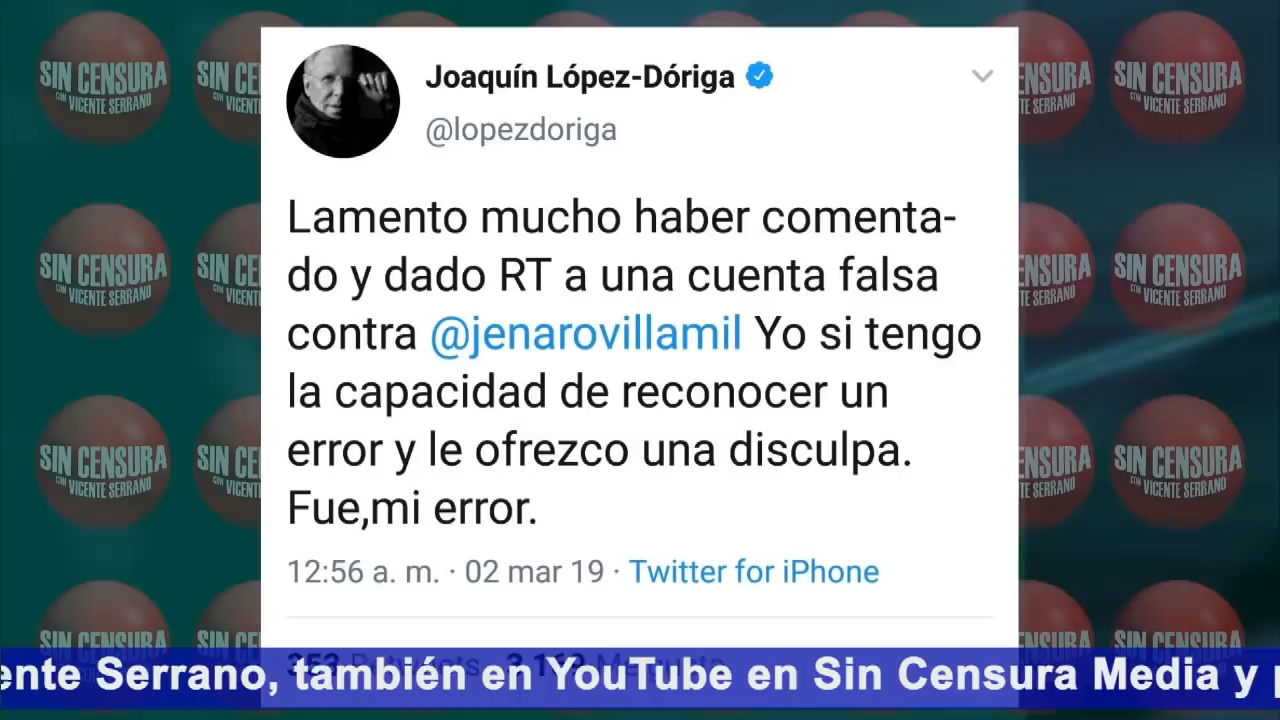 Joaquín López-Dóriga
@lopezdoriga
Lamento mucho haber comenta-
do y dado RT a una cuenta falsa
contra @jenarovillamil Yo si tengo
la capacidad de reconocer un
error y le ofrezco una disculpa.
Fue,mi error.
12:56 a. m. · 02 mar 19 · Twitter for iPhone
ente Serrano, también en YouTube en Sin Censura Media y
SIN CENSURA
CON VICENTE SERRANO